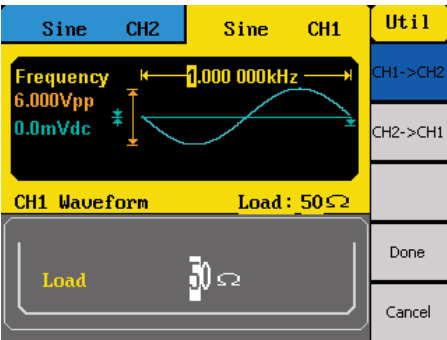 Sine CH2 Sine CH1 Util
Frequency 1.000 000kHz
6.000Vpp
0.0mVdc
CH1->CH2
CH2->CH1
CH1 Waveform Load: 50Ω
Load 50 Ω
Done
Cancel